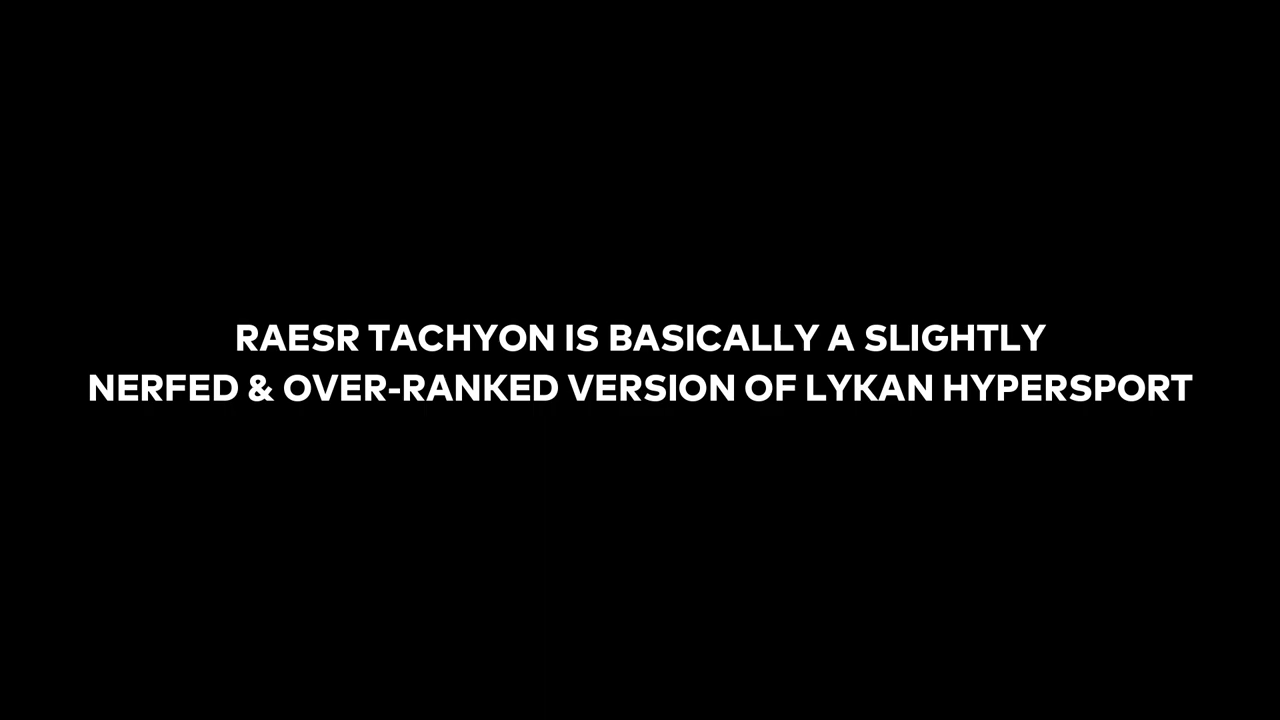 RAESR TACHYON IS BASICALLY A SLIGHTLY
NERFED & OVER-RANKED VERSION OF LYKAN HYPERSPORT